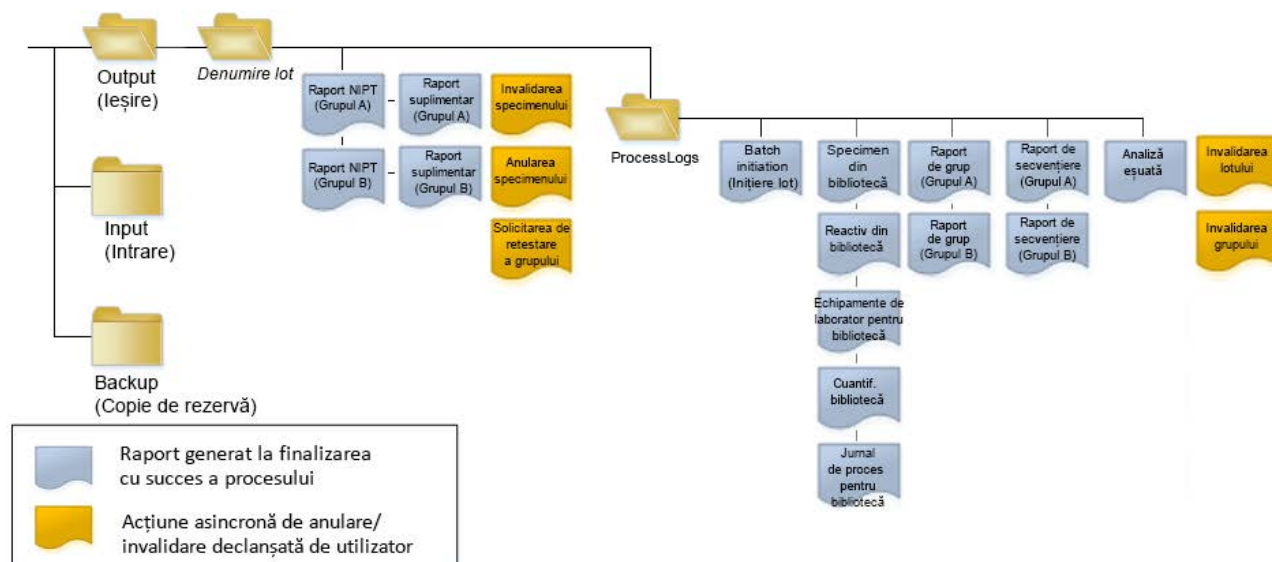 Output
(Ieșire)
Denumire lot
Raport NIPT
(Grupul A)
Raport
suplimentar
(Grupul A)
Invalidarea
specimenului
Raport NIPT
(Grupul B)
Raport
suplimentar
(Grupul B)
Anularea
specimenului
Solicitarea de
retestare
a grupului
ProcessLogs
Batch
initiation
(Inițiere lot)
Specimen
din
bibliotecă
Raport
de grup
(Grupul A)
Raport de
secvențiere
(Grupul A)
Analiză
eșuată
Invalidarea
lotului
Reactiv din
bibliotecă
Raport
de grup
(Grupul B)
Raport de
secvențiere
(Grupul B)
Invalidarea
grupului
Echipamente de
laborator pentru
bibliotecă
Cuantif.
bibliotecă
Jurnal
de proces
pentru
bibliotecă
Input
(Intrare)
Backup
(Copie de rezervă)
Raport generat la finalizarea
cu succes a procesului
Acțiune asincronă de anulare/
invalidare declanșată de utilizator